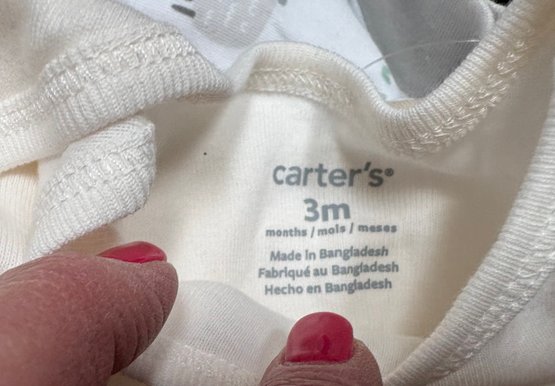 carter's®
3m
months / mois / meses
Made in Bangladesh
Fabriqué au Bangladesh
Hecho en Bangladesh